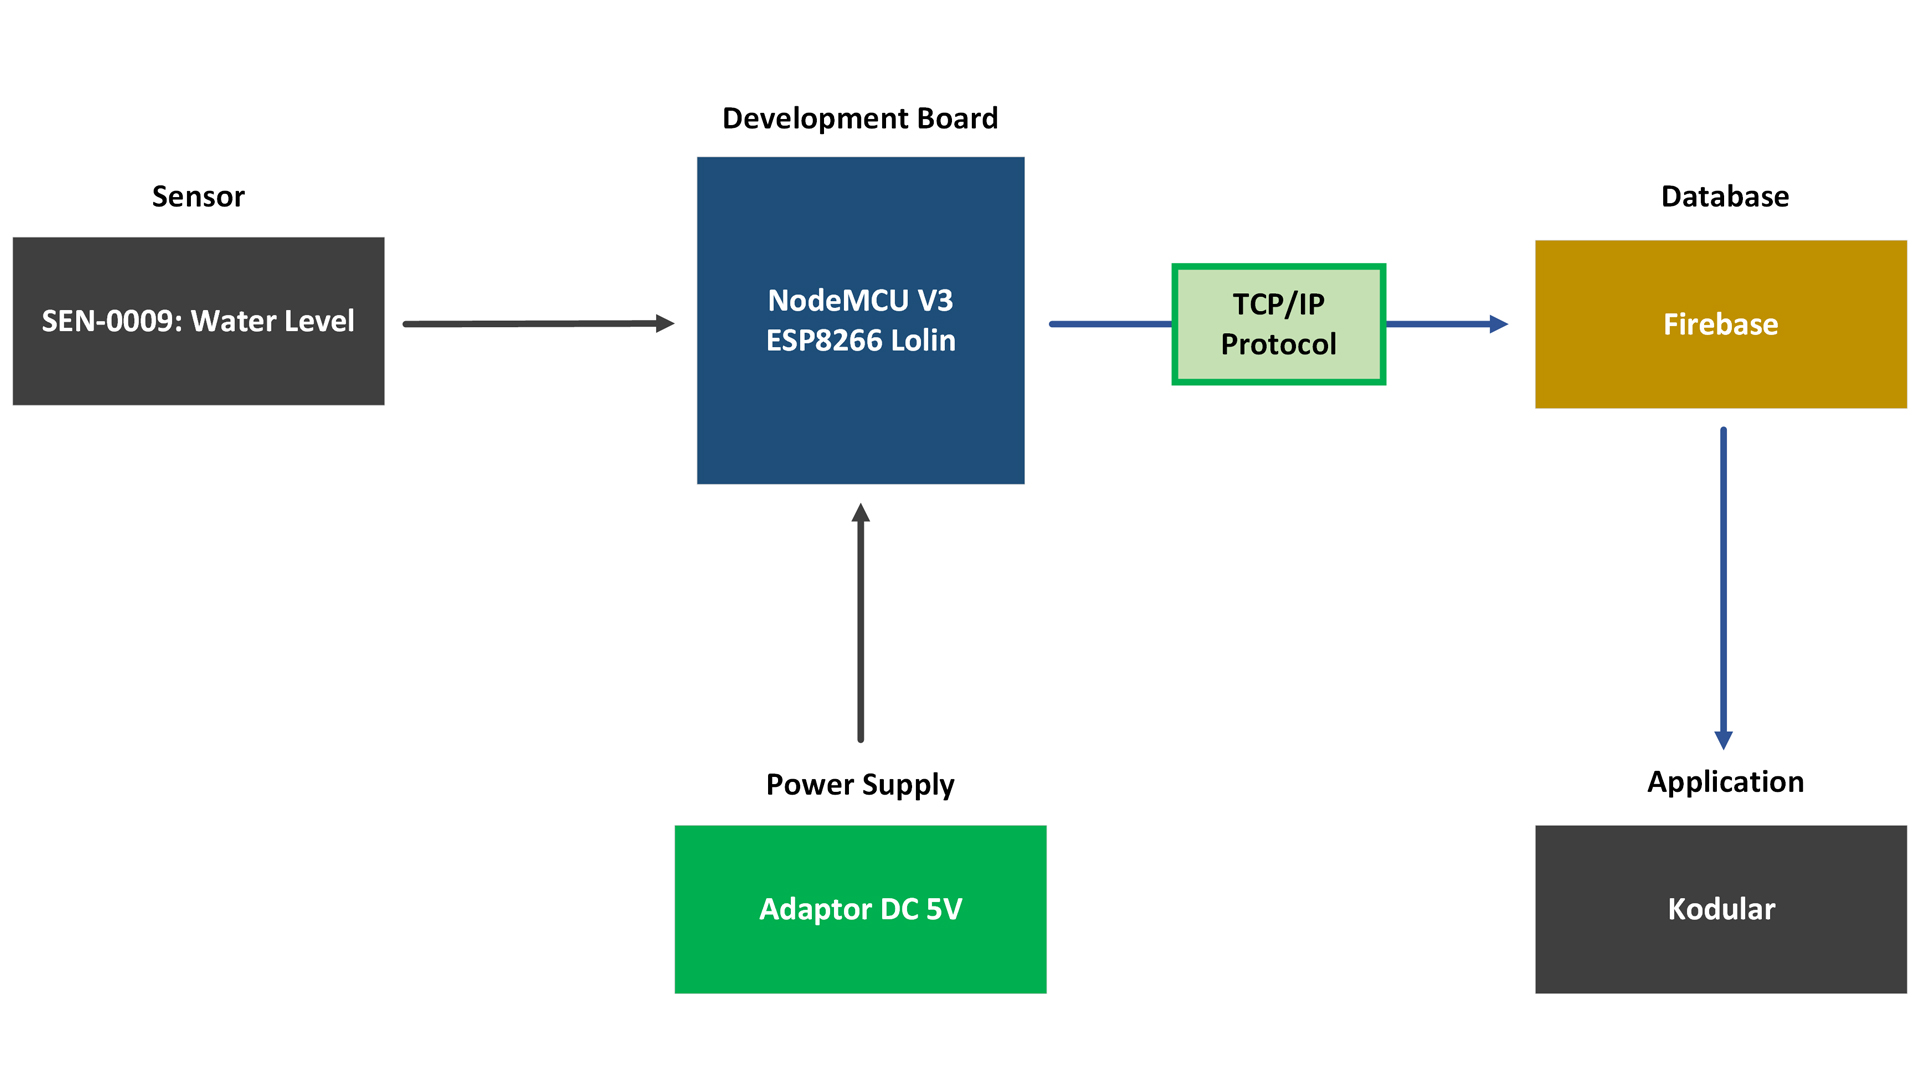 Development Board
Sensor
Database
SEN-0009: Water Level
NodeMCU V3
ESP8266 Lolin
TCP/IP
Protocol
Firebase
Power Supply
Application
Adaptor DC 5V
Kodular